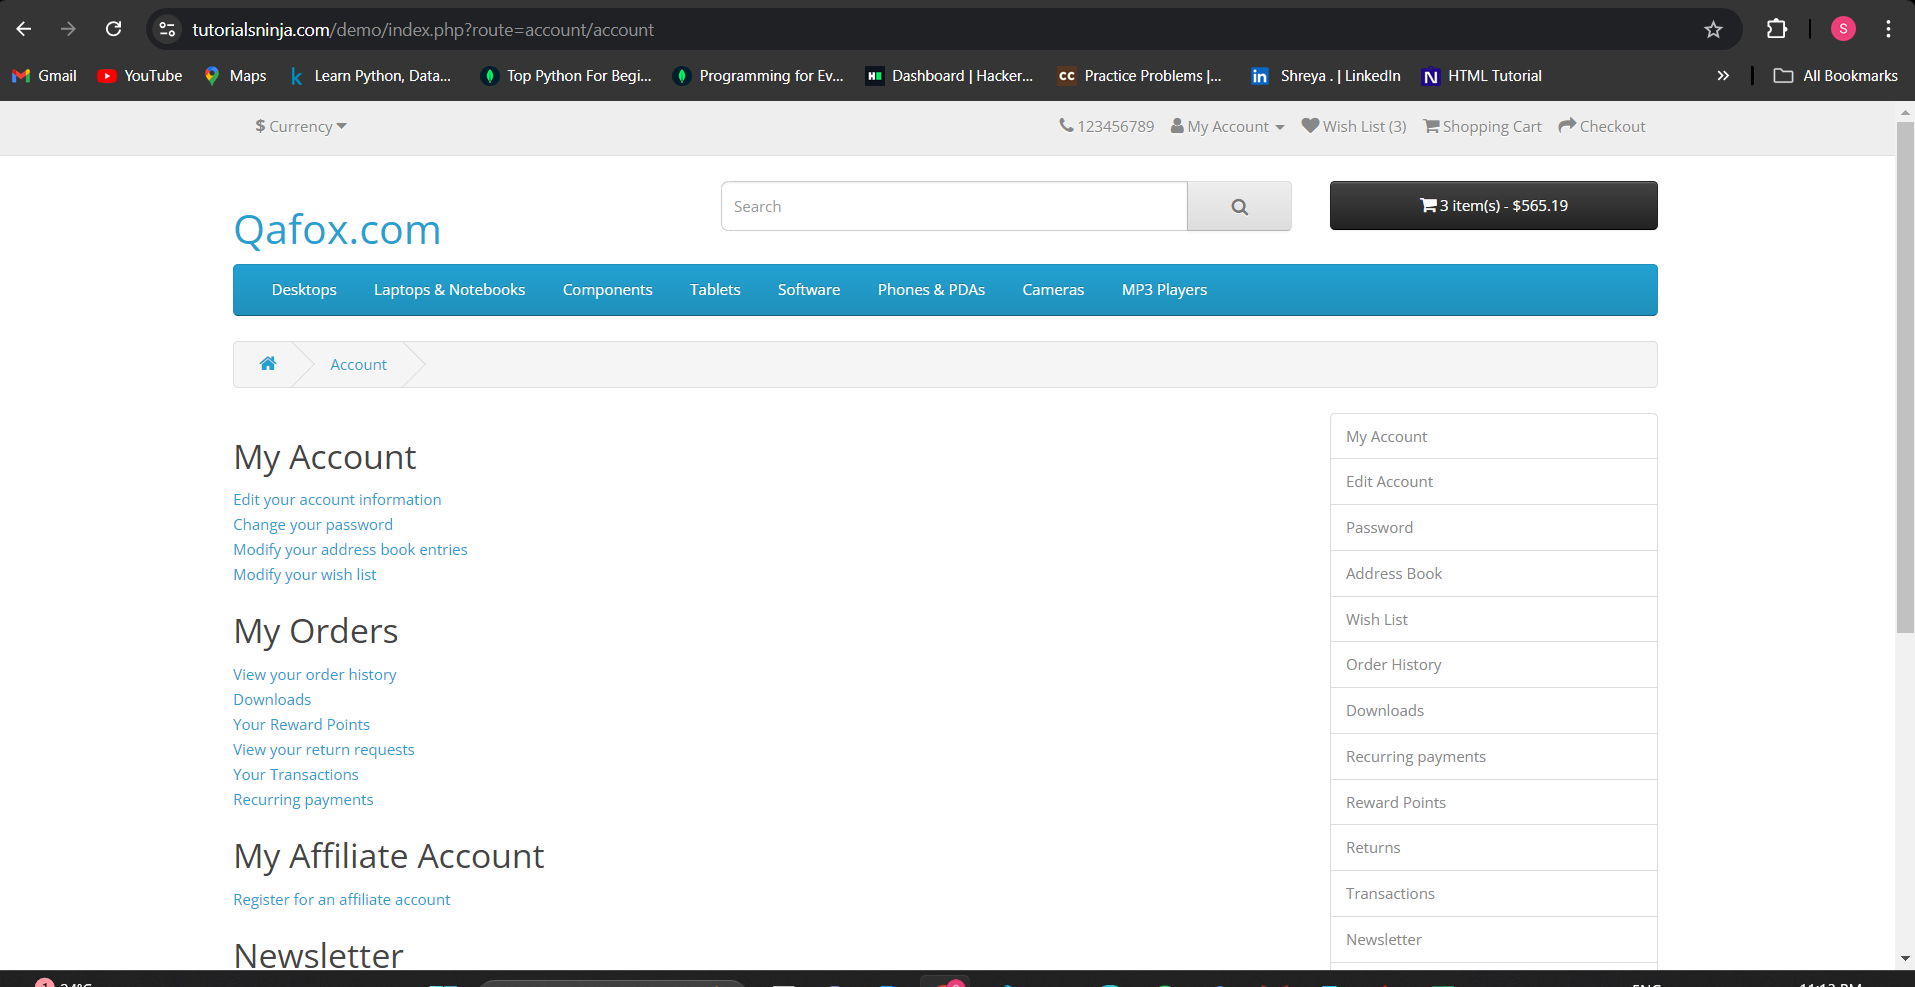 tutorialsninja.com/demo/index.php?route=account/account
S
Gmail YouTube Maps Learn Python, Data... Top Python For Begi... Programming for Ev... Dashboard | Hacker... Practice Problems |... Shreya . | LinkedIn HTML Tutorial » All Bookmarks
$ Currency 123456789 My Account Wish List (3) Shopping Cart Checkout
Qafox.com
Search
3 item(s) - $565.19
Desktops Laptops & Notebooks Components Tablets Software Phones & PDAs Cameras MP3 Players
Account
My Account
Edit your account information
Change your password
Modify your address book entries
Modify your wish list
My Orders
View your order history
Downloads
Your Reward Points
View your return requests
Your Transactions
Recurring payments
My Affiliate Account
Register for an affiliate account
Newsletter
My Account
Edit Account
Password
Address Book
Wish List
Order History
Downloads
Recurring payments
Reward Points
Returns
Transactions
Newsletter